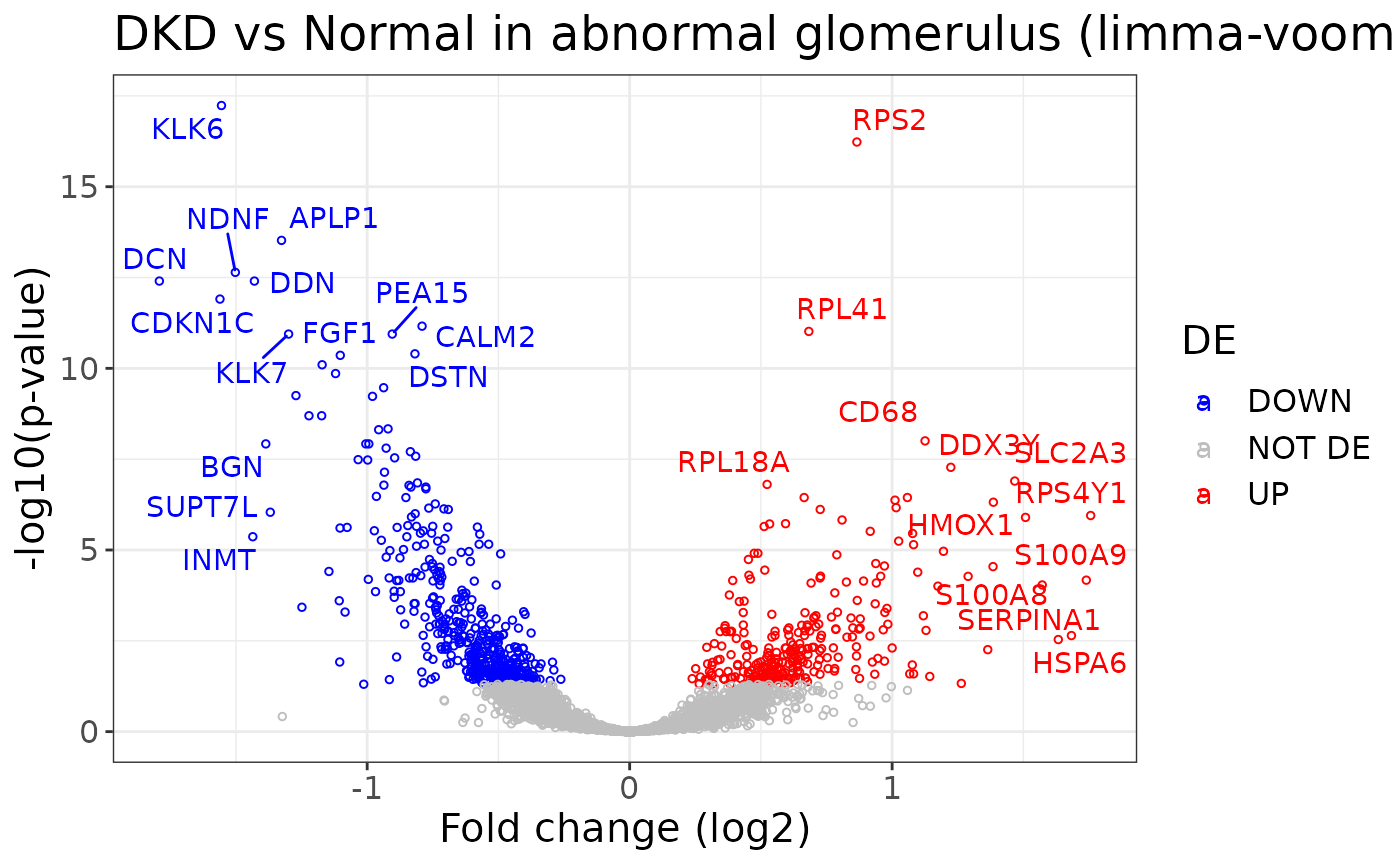 DKD vs Normal in abnormal glomerulus (limma-voom
-log10(p-value)
15
10
5
0
KLK6
RPS2
NDNF
APLP1
DCN
DDN
PEA15
CDKN1C
FGF1
CALM2
KLK7
DSTN
RPL41
CD68
DDX3Y
SLC2A3
RPL18A
BGN
RPS4Y1
SUPT7L
HMOX1
INMT
S100A9
S100A8
SERPINA1
HSPA6
-1
0
1
Fold change (log2)
DE
a DOWN
a NOT DE
a UP